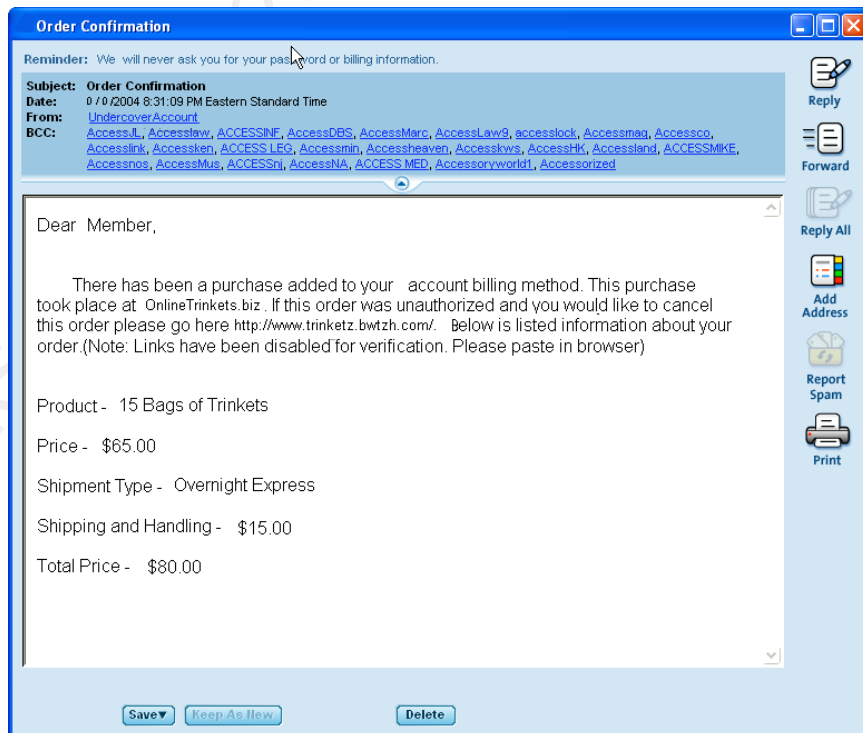 Order Confirmation
Reminder: We will never ask you for your password or billing information.
Subject: Order Confirmation
Date: 0/0/2004 8:31:09 PM Eastern Standard Time
From: UndercoverAccount
BCC: AccessJL, Accesslaw, ACCESSINF, AccessDBS, AccessMarc, AccessLaw9, accesslock, Accessmaq, Accessco,
Accesslink, Accessken, ACCESS LEG, Accessmin, Accessheaven, Accesskws, AccessHK, Accessland, ACCESSMIKE,
Accessnos, AccessMus, ACCESSnj, AccessNA, ACCESS MED, Accessoryworld1, Accessorized
Reply
Forward
Reply All
Add
Address
Report
Spam
Print
Dear Member,
There has been a purchase added to your account billing method. This purchase
took place at OnlineTrinkets.biz . If this order was unauthorized and you would like to cancel
this order please go here http://www.trinketz.bwtzh.com/. Below is listed information about your
order.(Note: Links have been disabled for verification. Please paste in browser)
Product - 15 Bags of Trinkets
Price - $65.00
Shipment Type - Overnight Express
Shipping and Handling - $15.00
Total Price - $80.00
Save▼ Keep As New Delete